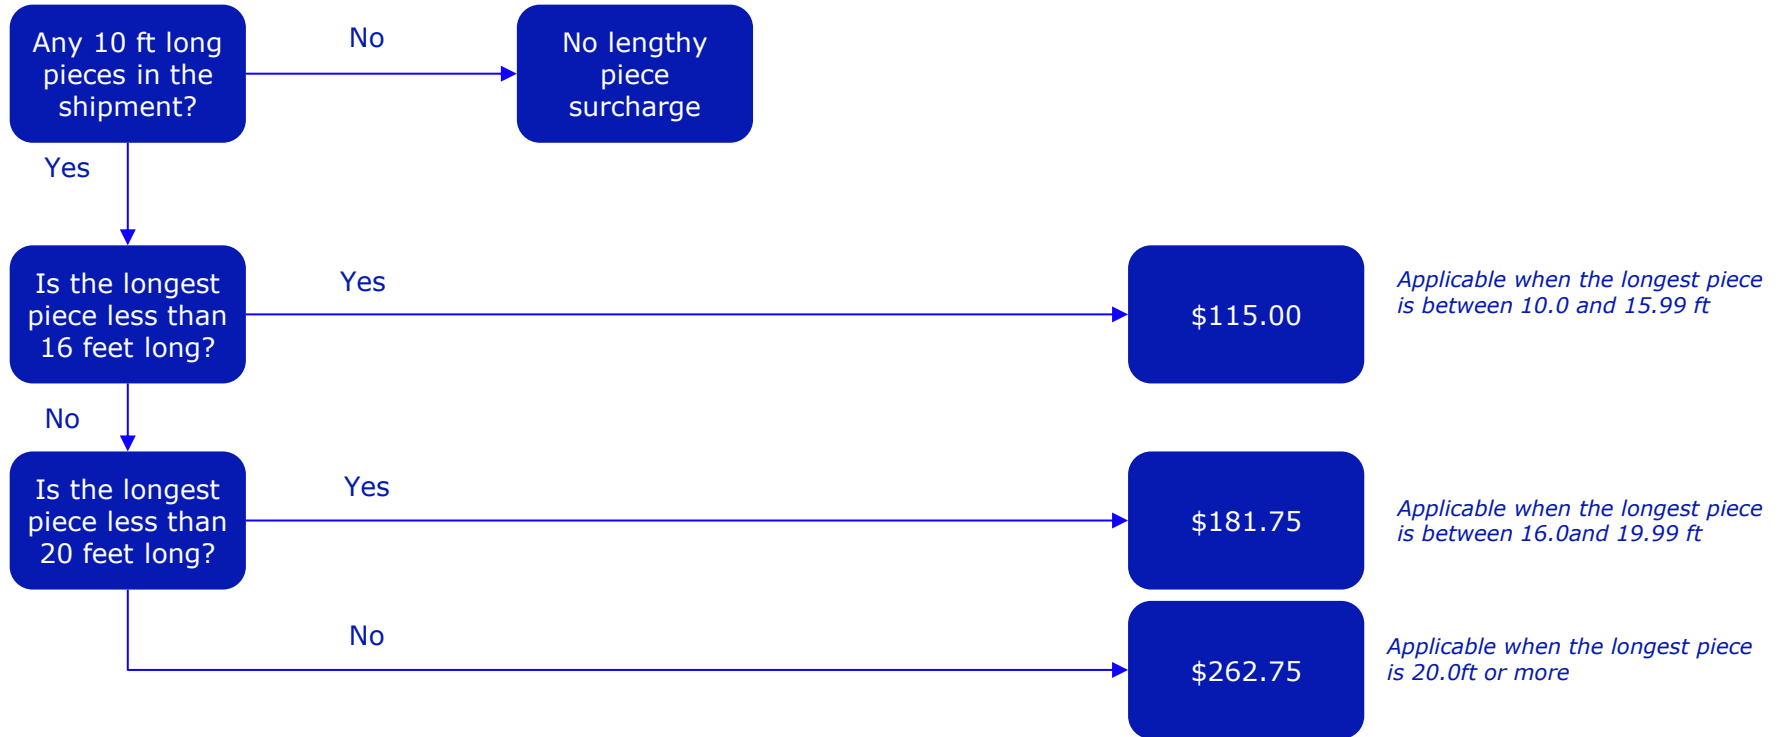 Any 10 ft long
pieces in the
shipment?
No
No lengthy
piece
surcharge
Yes
Is the longest
piece less than
16 feet long?
Yes
$115.00
Applicable when the longest piece
is between 10.0 and 15.99 ft
No
Is the longest
piece less than
20 feet long?
Yes
$181.75
Applicable when the longest piece
is between 16.0and 19.99 ft
No
$262.75
Applicable when the longest piece
is 20.0ft or more